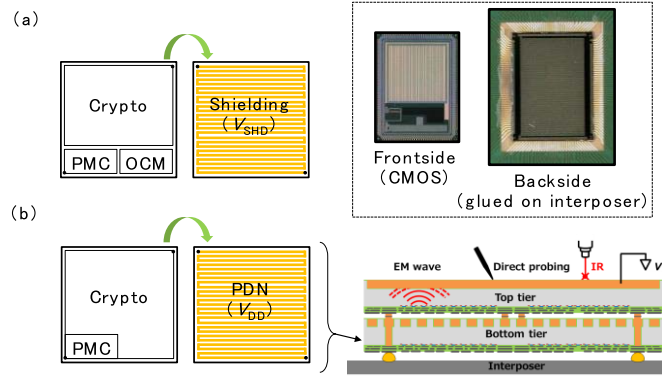 (a)
Crypto
PMC
OCM
Shielding
(VSHD)
Frontside
(CMOS)
Backside
(glued on interposer)
(b)
Crypto
PMC
PDN
(VDD)
EM wave
Direct probing
IR
V
Top tier
Bottom tier
Interposer